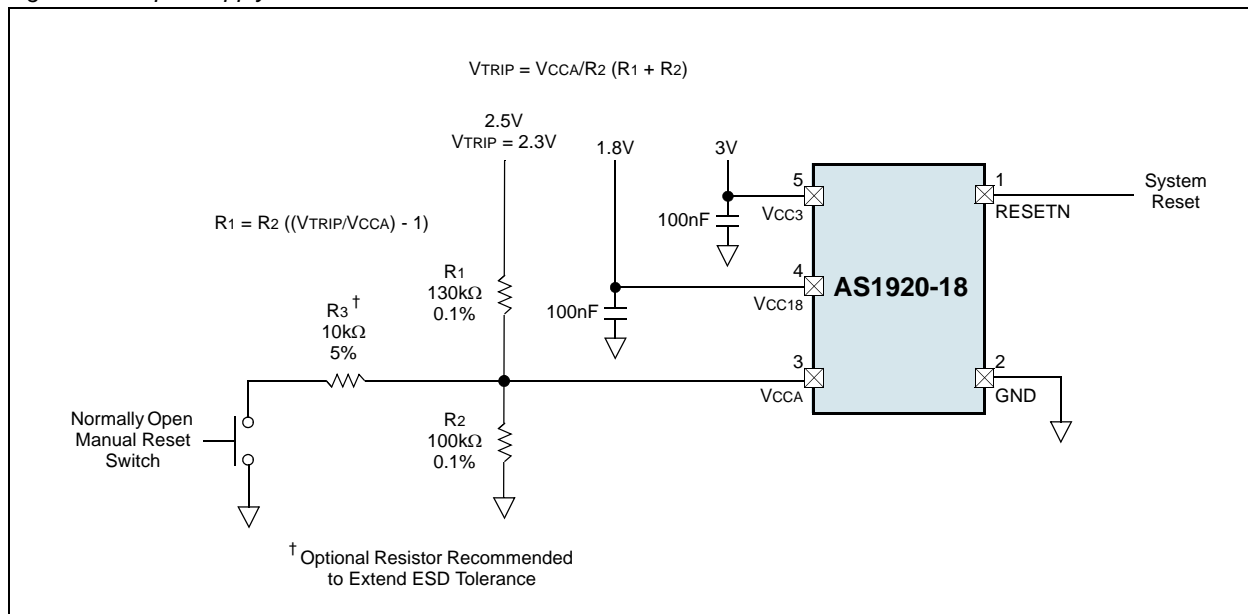 VTRIP = VCCA/R2 (R1 + R2)
2.5V
VTRIP = 2.3V
1.8V
3V
R1 = R2 ((VTRIP/VCCA) - 1)
100nF
5
VCC3
1
RESETN
System
Reset
AS1920-18
R1
130kΩ
0.1%
100nF
4
VCC18
R3 †
10kΩ
5%
3
VCCA
2
GND
Normally Open
Manual Reset
Switch
R2
100kΩ
0.1%
† Optional Resistor Recommended
to Extend ESD Tolerance